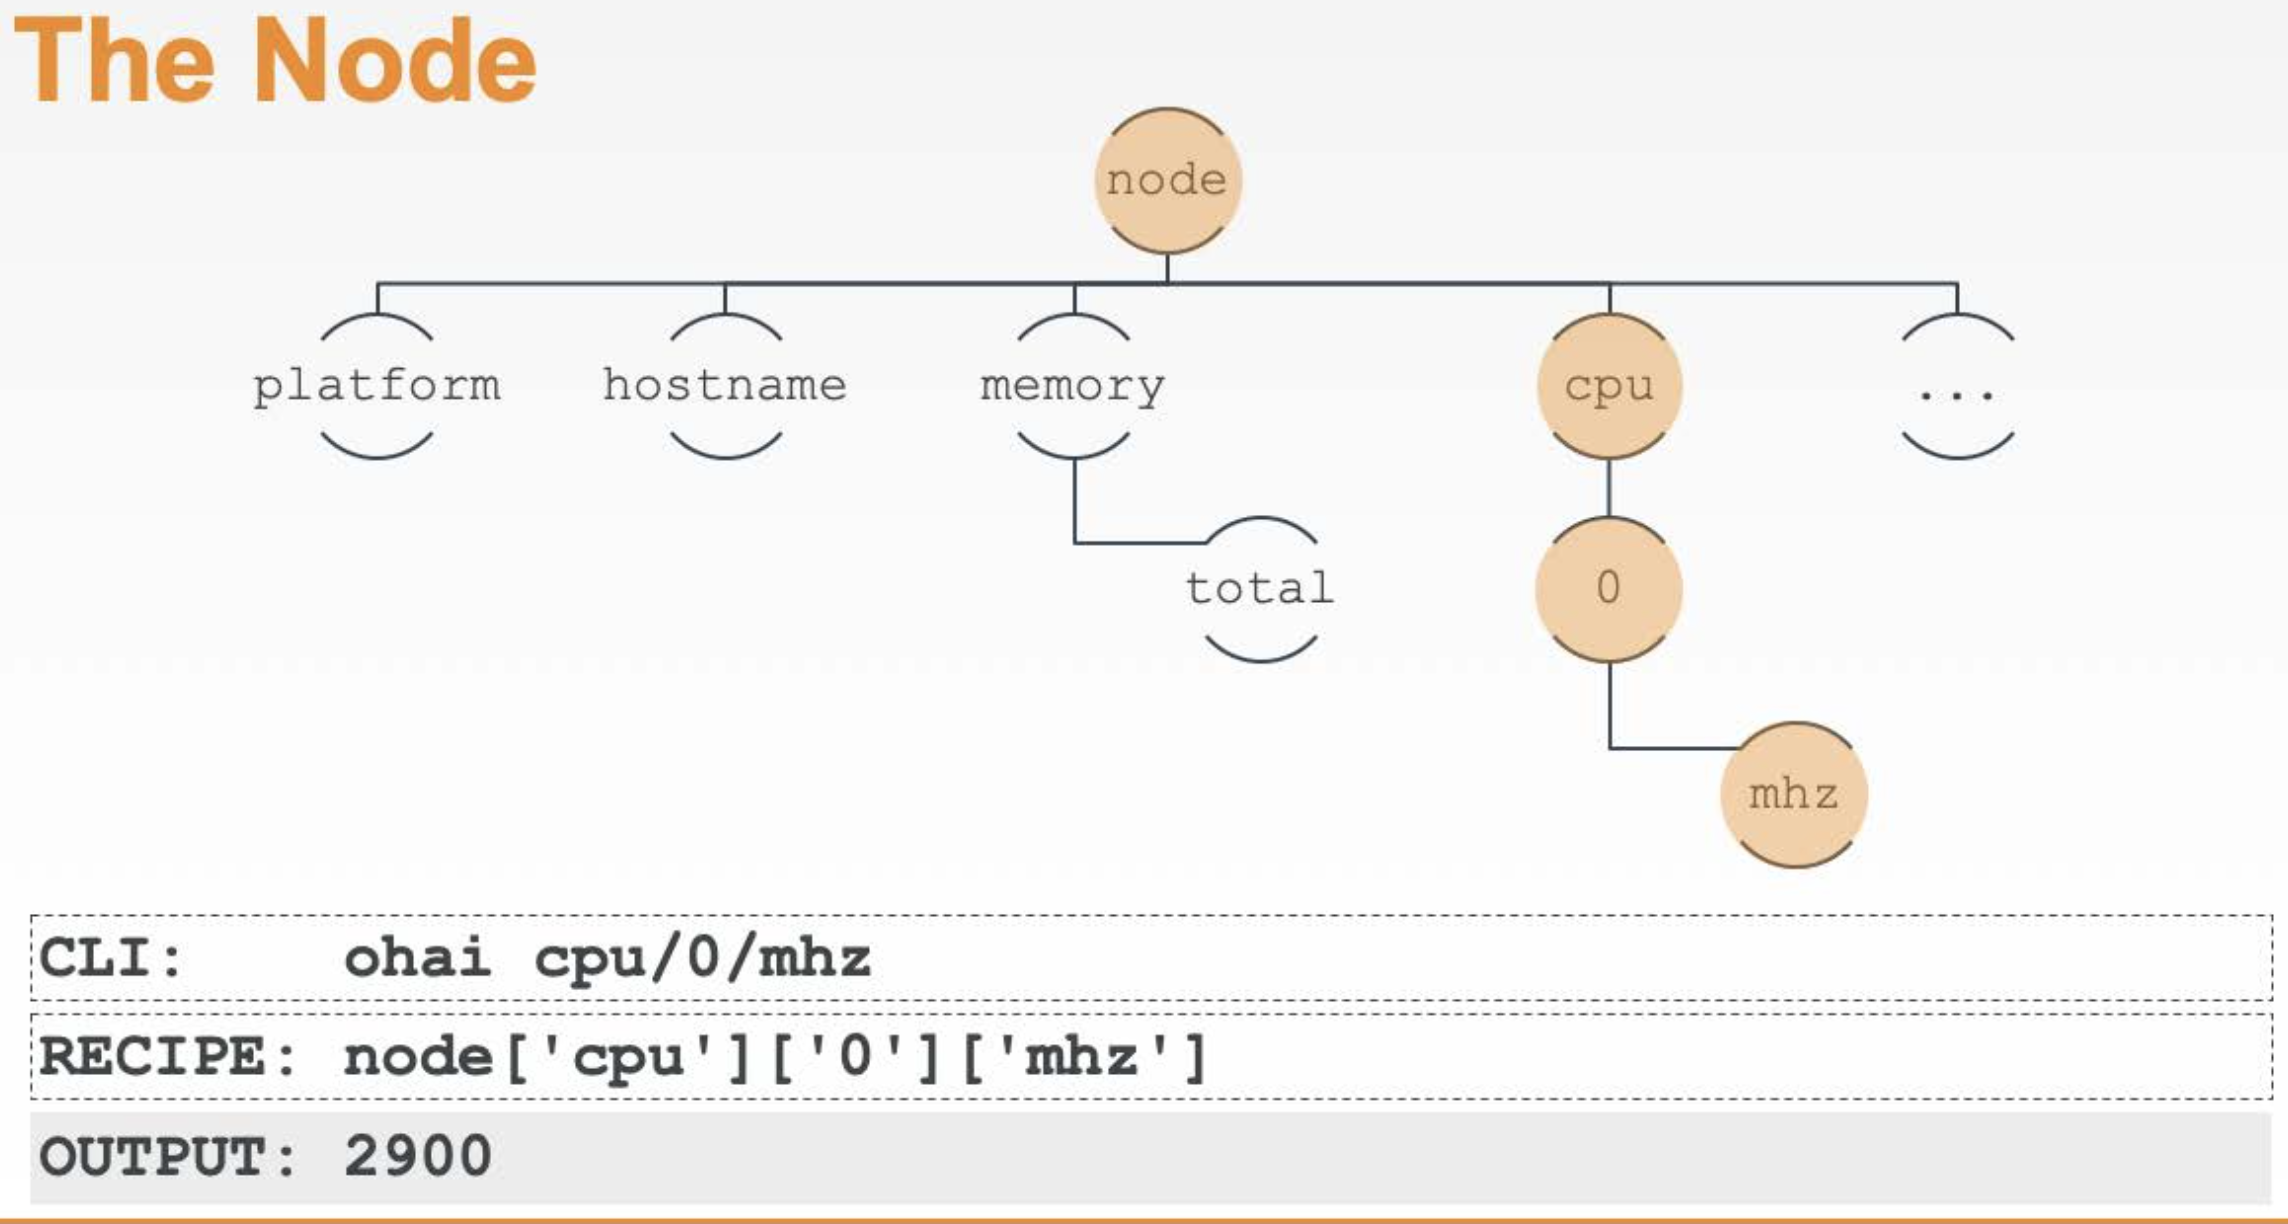 The Node
node
platform hostname memory cpu ...
total 0
mhz
CLI: ohai cpu/0/mhz
RECIPE: node['cpu']['0']['mhz']
OUTPUT: 2900